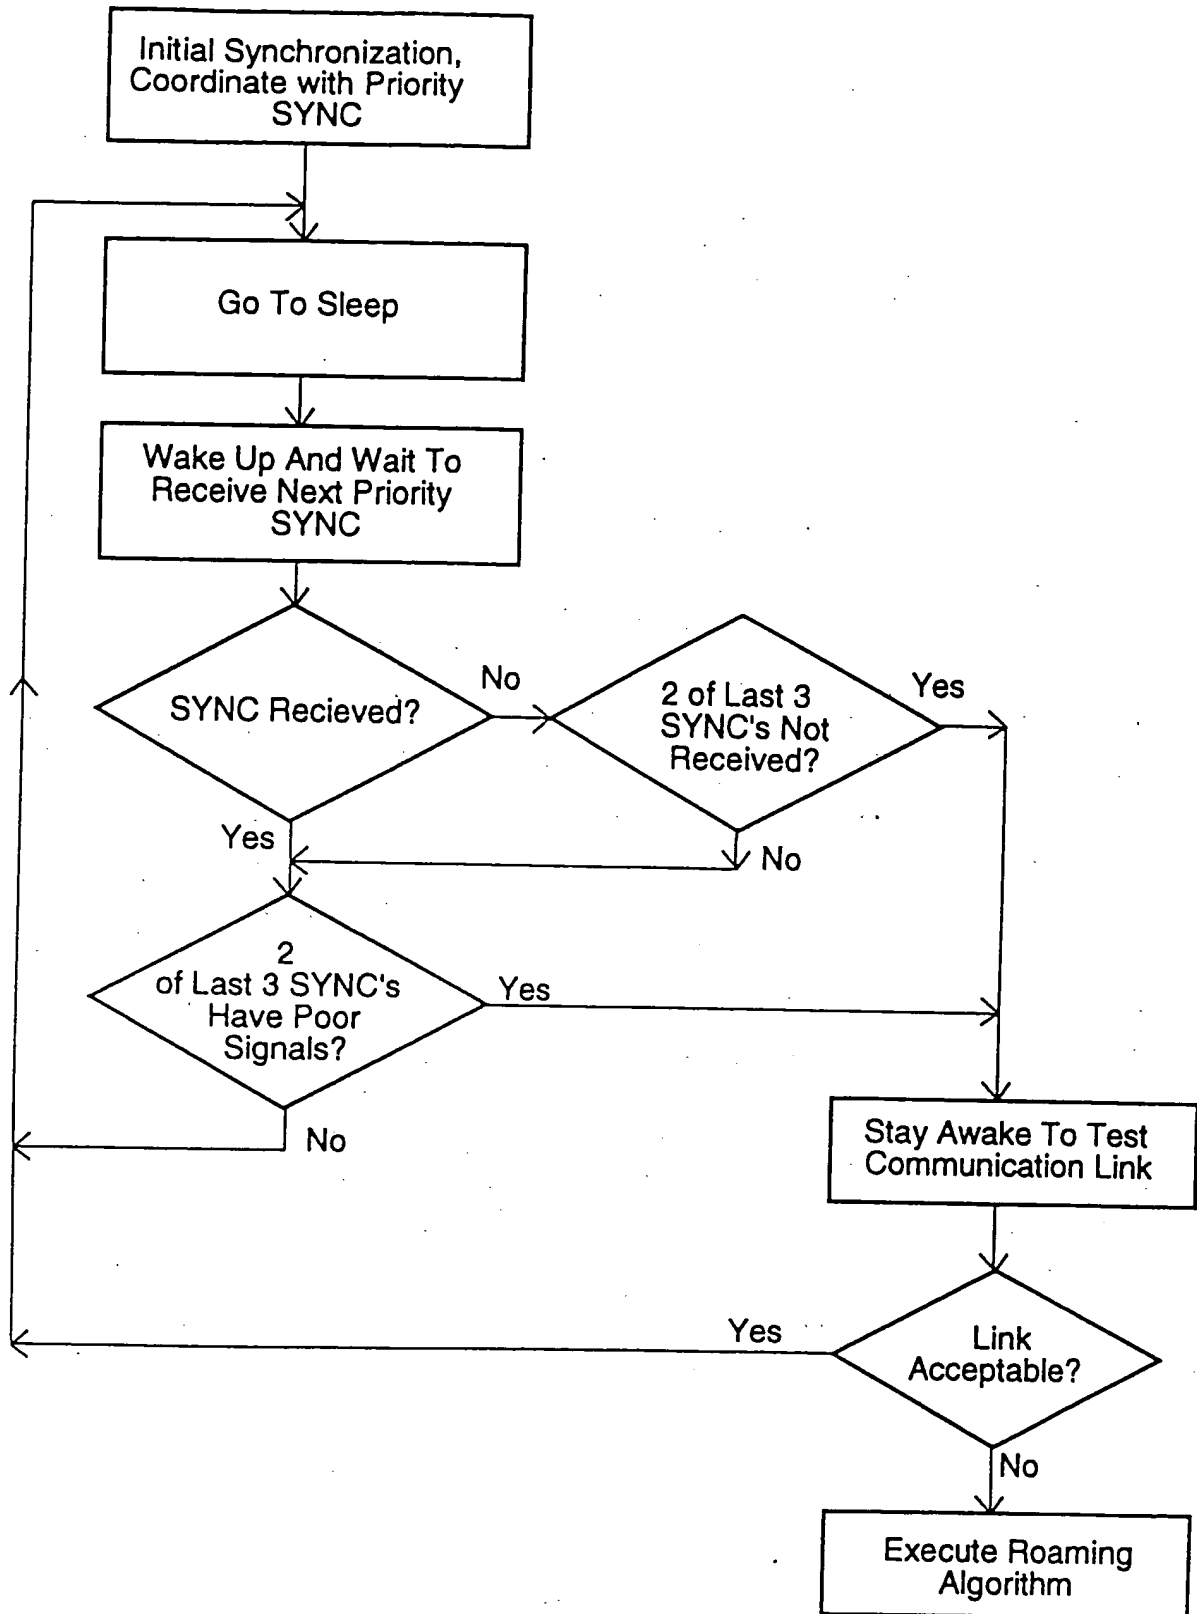 Initial Synchronization,
Coordinate with Priority
SYNC
Go To Sleep
Wake Up And Wait To
Receive Next Priority
SYNC
SYNC Recieved?
No
2 of Last 3
SYNC's Not
Received?
Yes
Yes
No
2
of Last 3 SYNC's
Have Poor
Signals?
Yes
No
Stay Awake To Test
Communication Link
Yes
Link
Acceptable?
No
Execute Roaming
Algorithm